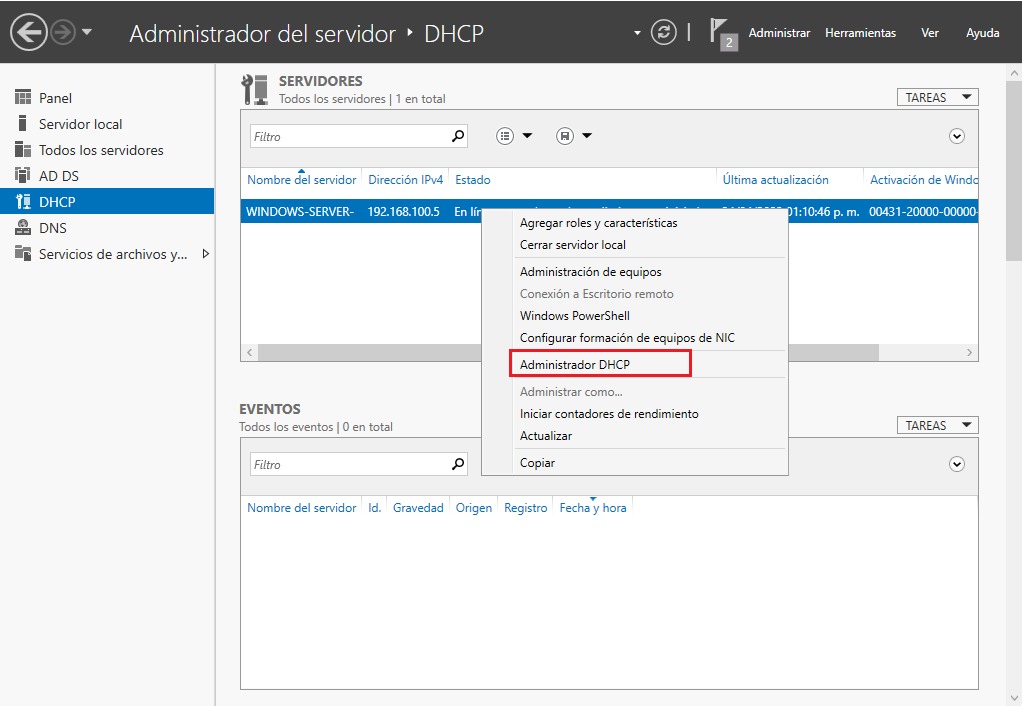 Administrador del servidor ‣ DHCP
2
Administrar Herramientas Ver Ayuda
Panel
Servidor local
Todos los servidores
AD DS
DHCP
DNS
Servicios de archivos y...
SERVIDORES
Todos los servidores | 1 en total
TAREAS
Filtro
Nombre del servidor Dirección IPv4 Estado Última actualización Activación de Windo
WINDOWS-SERVER- 192.168.100.5 En lín 01:10:46 p. m. 00431-20000-00000-
Agregar roles y características
Cerrar servidor local
Administración de equipos
Conexión a Escritorio remoto
Windows PowerShell
Configurar formación de equipos de NIC
Administrador DHCP
Administrar como...
Iniciar contadores de rendimiento
Actualizar
Copiar
EVENTOS
Todos los eventos | 0 en total
TAREAS
Filtro
Nombre del servidor Id. Gravedad Origen Registro Fecha y hora